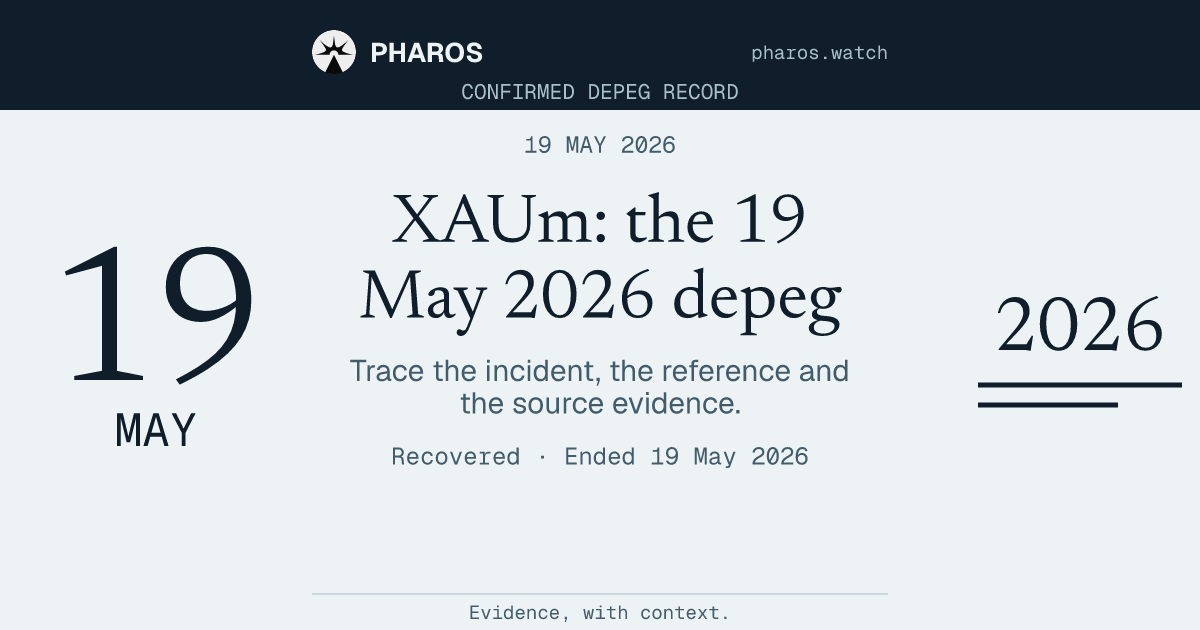 PHAROS
pharos.watch
CONFIRMED DEPEG RECORD
19 MAY 2026
XAUm: the 19
May 2026 depeg
Trace the incident, the reference and
the source evidence.
Recovered · Ended 19 May 2026
19
MAY
2026
Evidence, with context.